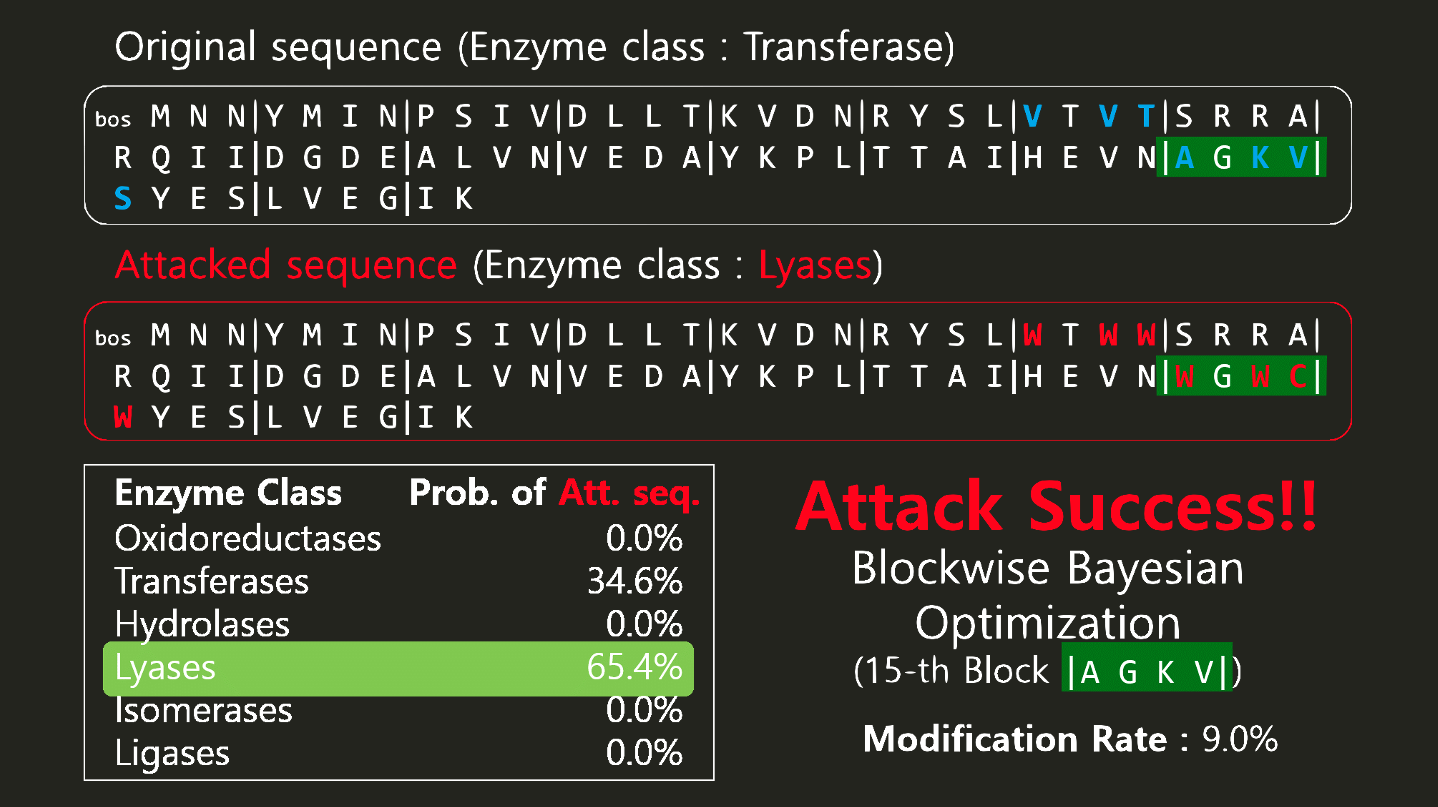 Original sequence (Enzyme class : Transferase)
bos M N N|Y M I N|P S I V|D L L T|K V D N|R Y S L|V T V T|S R R A|
R Q I I|D G D E|A L V N|V E D A|Y K P L|T T A I|H E V N|A G K V|
S Y E S|L V E G|I K
Attacked sequence (Enzyme class : Lyases)
bos M N N|Y M I N|P S I V|D L L T|K V D N|R Y S L|W T W W|S R R A|
R Q I I|D G D E|A L V N|V E D A|Y K P L|T T A I|H E V N|W G W C|
W Y E S|L V E G|I K
Enzyme Class Prob. of Att. seq.
Oxidoreductases 0.0%
Transferases 34.6%
Hydrolases 0.0%
Lyases 65.4%
Isomerases 0.0%
Ligases 0.0%
Attack Success!!
Blockwise Bayesian
Optimization
(15-th Block |A G K V|)
Modification Rate : 9.0%